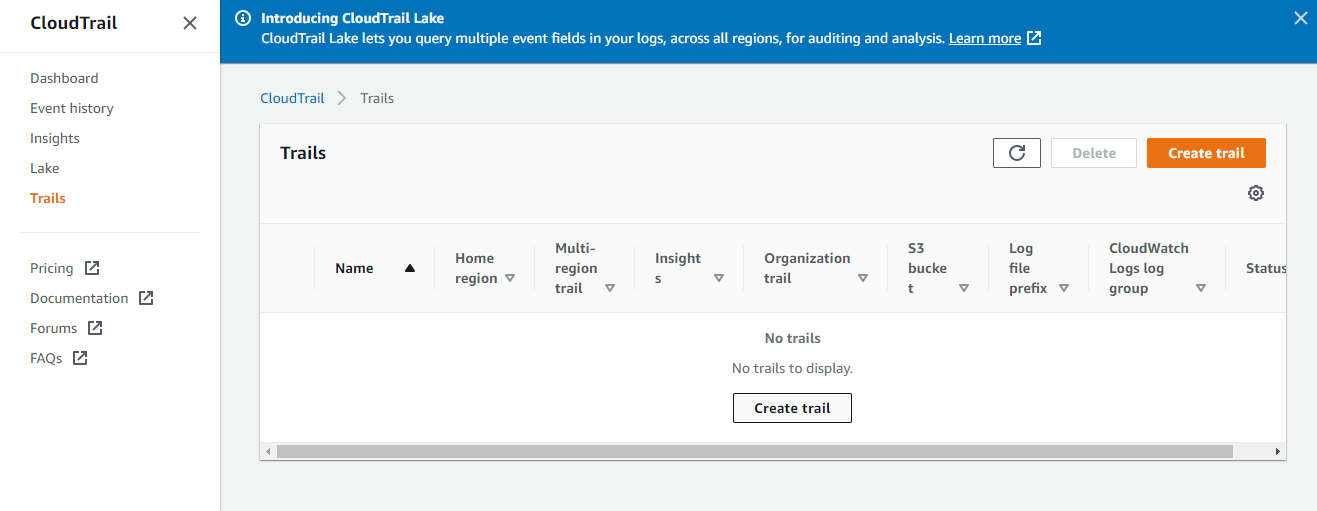 CloudTrail
Dashboard
Event history
Insights
Lake
Trails
Pricing
Documentation
Forums
FAQs
Introducing CloudTrail Lake
CloudTrail Lake lets you query multiple event fields in your logs, across all regions, for auditing and analysis. Learn more
CloudTrail
Trails
Trails
Delete
Create trail
Name
Home
region
Multi-
region
trail
Insight
s
Organization
trail
S3
bucke
t
Log
file
prefix
CloudWatch
Logs log
group
Status
No trails
No trails to display.
Create trail